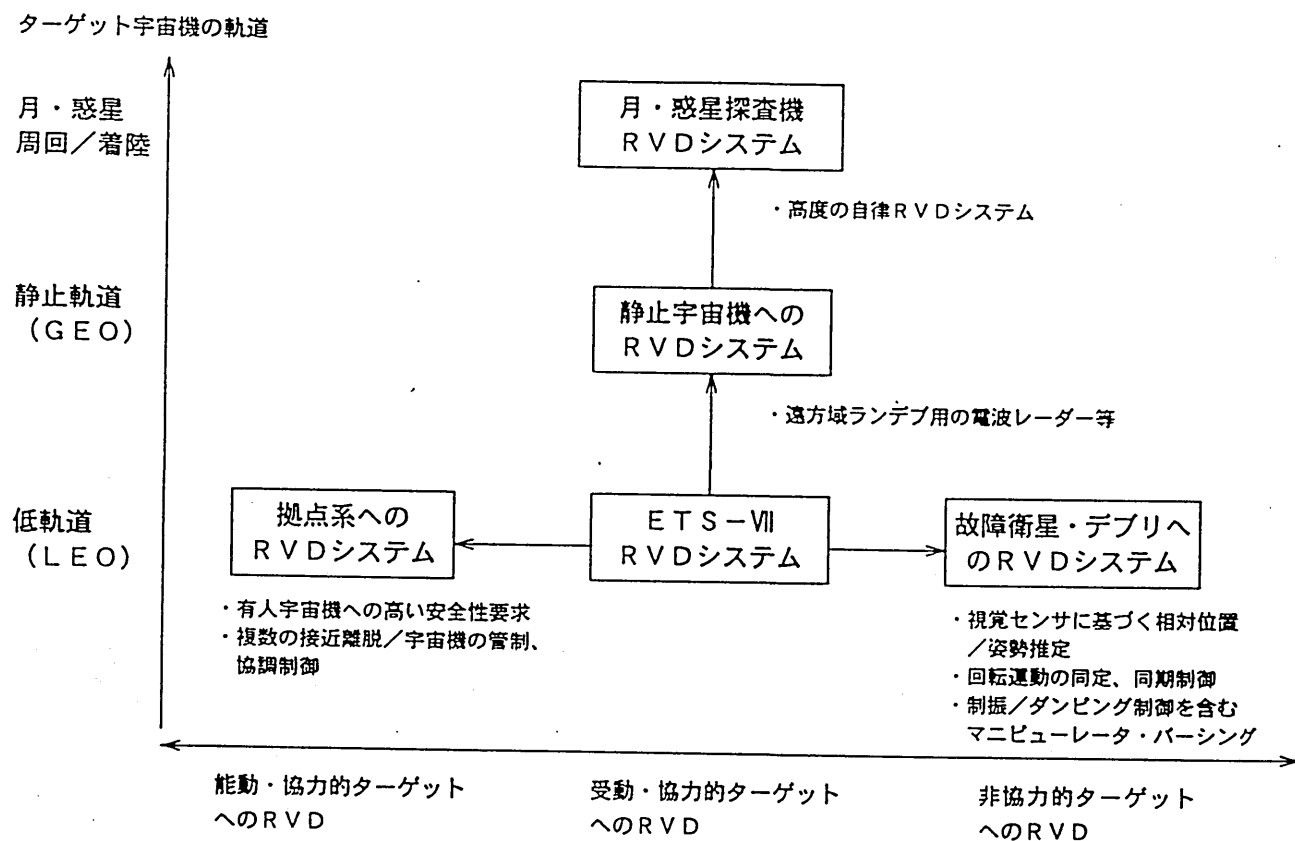 ターゲット宇宙機の軌道
月・惑星
周回／着陸
月・惑星探査機
ＲＶＤシステム
・高度の自律ＲＶＤシステム
静止軌道
（ＧＥＯ）
静止宇宙機への
ＲＶＤシステム
・遠方域ランデブ用の電波レーダー等
低軌道
（ＬＥＯ）
拠点系への
ＲＶＤシステム
ＥＴＳ－Ⅶ
ＲＶＤシステム
故障衛星・デブリへ
のＲＶＤシステム
・有人宇宙機への高い安全性要求
・複数の接近離脱／宇宙機の管制、
協調制御
・視覚センサに基づく相対位置
／姿勢推定
・回転運動の同定、同期制御
・制振／ダンピング制御を含む
マニピューレータ・バーシング
能動・協力的ターゲット
へのＲＶＤ
受動・協力的ターゲット
へのＲＶＤ
非協力的ターゲット
へのＲＶＤ